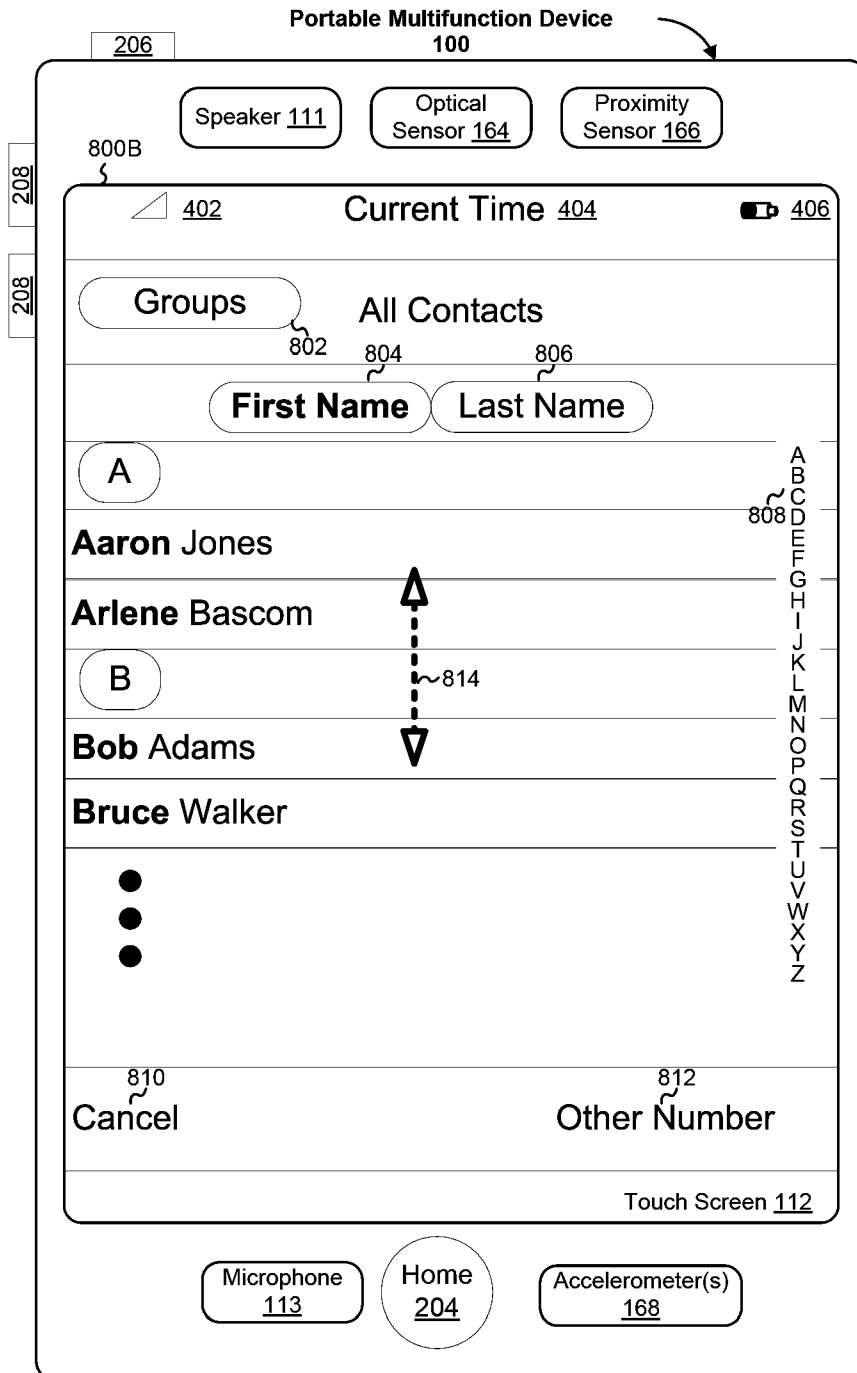 Portable Multifunction Device
100
206
Speaker 111
Optical
Sensor 164
Proximity
Sensor 166
800B
208
208
402
Current Time 404
406
Groups
All Contacts
802
804
806
First Name
Last Name
A
808
Aaron Jones
Arlene Bascom
B
814
Bob Adams
Bruce Walker
A
B
C
D
E
F
G
H
I
J
K
L
M
N
O
P
Q
R
S
T
U
V
W
X
Y
Z
810
812
Cancel
Other Number
Touch Screen 112
Microphone
113
Home
204
Accelerometer(s)
168